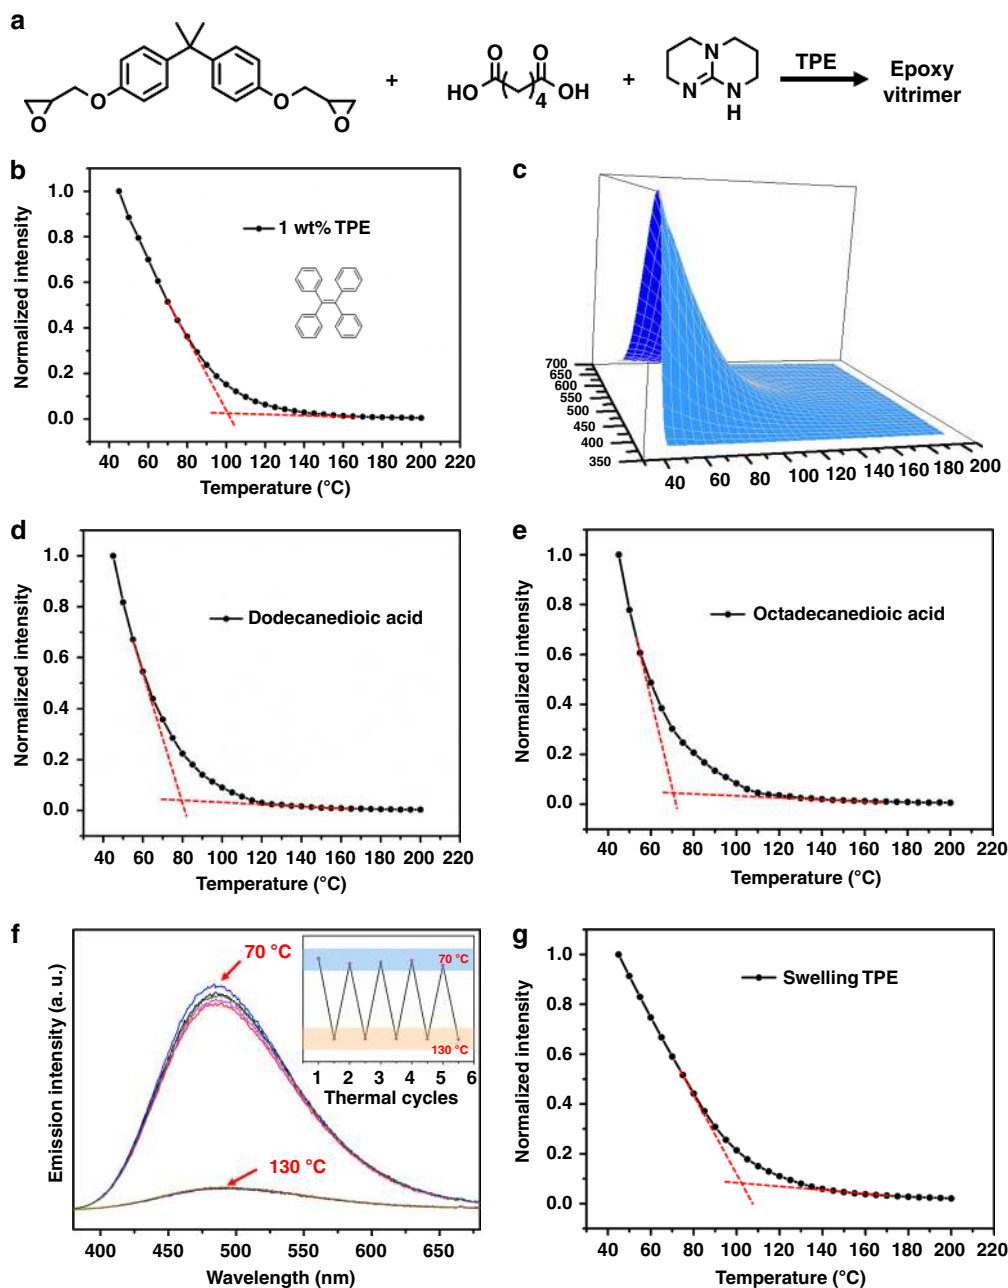 a
O
O
O
O
+
HO
O
O
OH
4
+
N
N
N
H
TPE
Epoxy
vitrimer
b
Normalized intensity
1.0
0.8
0.6
0.4
0.2
0.0
1 wt% TPE
40 60 80 100 120 140 160 180 200 220
Temperature (°C)
c
700
650
600
550
500
450
400
350
40 60 80 100 120 140 160 180 200
d
Normalized intensity
1.0
0.8
0.6
0.4
0.2
0.0
Dodecanedioic acid
40 60 80 100 120 140 160 180 200 220
Temperature (°C)
e
Normalized intensity
1.0
0.8
0.6
0.4
0.2
0.0
Octadecanedioic acid
40 60 80 100 120 140 160 180 200 220
Temperature (°C)
f
Emission intensity (a. u.)
70 °C
130 °C
70 °C
130 °C
1 2 3 4 5 6
Thermal cycles
400 450 500 550 600 650
Wavelength (nm)
g
Normalized intensity
1.0
0.8
0.6
0.4
0.2
0.0
Swelling TPE
40 60 80 100 120 140 160 180 200 220
Temperature (°C)